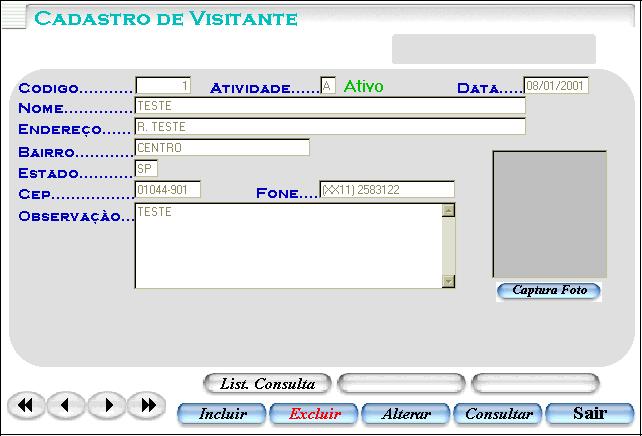 Cadastro de Visitante
Codigo........... 1 Atividade......A Ativo Data.....08/01/2001
Nome..............TESTE
Endereço......R. TESTE
Bairro...........CENTRO
Estado..........SP
Cep.................01044-901 Fone....(XX11) 2583122
Observação..TESTE
Captura Foto
List. Consulta
Incluir Excluir Alterar Consultar Sair